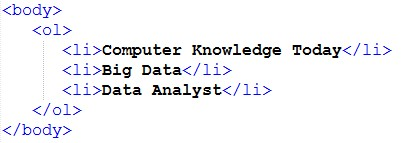 <body>
<ol>
<li>Computer Knowledge Today</li>
<li>Big Data</li>
<li>Data Analyst</li>
</ol>
</body>